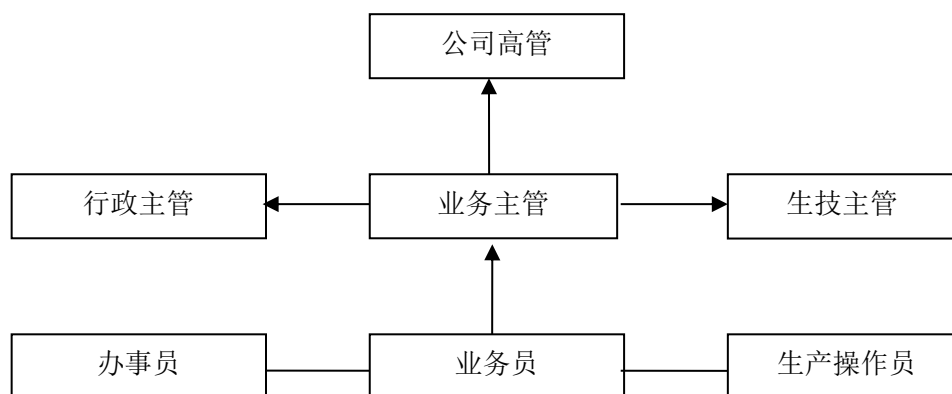 公司高管
行政主管
业务主管
生技主管
办事员
业务员
生产操作员